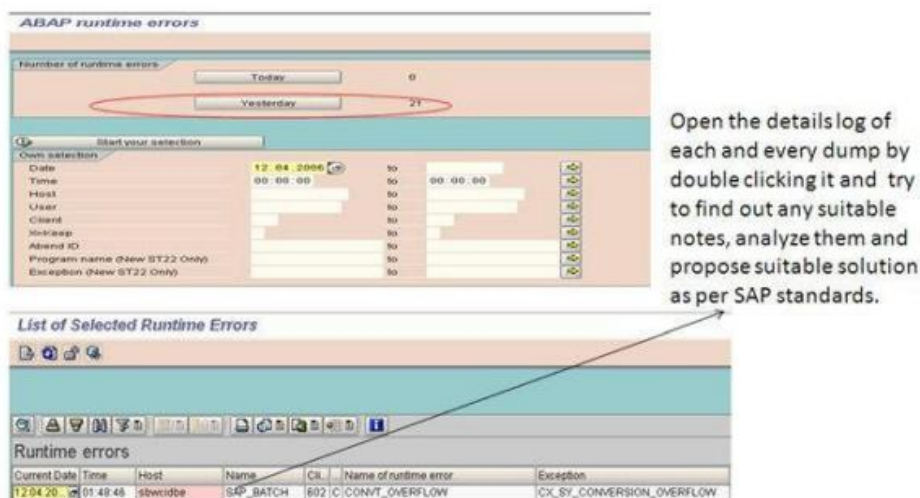 ABAP runtime errors
Number of runtime errors
Today 0
Yesterday 21
Start your selection
Own selection
Date 12.04.2006 to
Time 00:00:00 to 00:00:00
Host to
User to
Client to
to
Abend ID to
Program name (New ST22 Only) to
Exception (New ST22 Only) to
Open the details log of
each and every dump by
double clicking it and try
to find out any suitable
notes, analyze them and
propose suitable solution
as per SAP standards.
List of Selected Runtime Errors
Runtime errors
Current Date Time Host Name Cli. Name of runtime error Exception
12.04.20.. 01:48:46 sbwcidbe SAP_BATCH 602 C CONVT_OVERFLOW CX_SY_CONVERSION_OVERFLOW